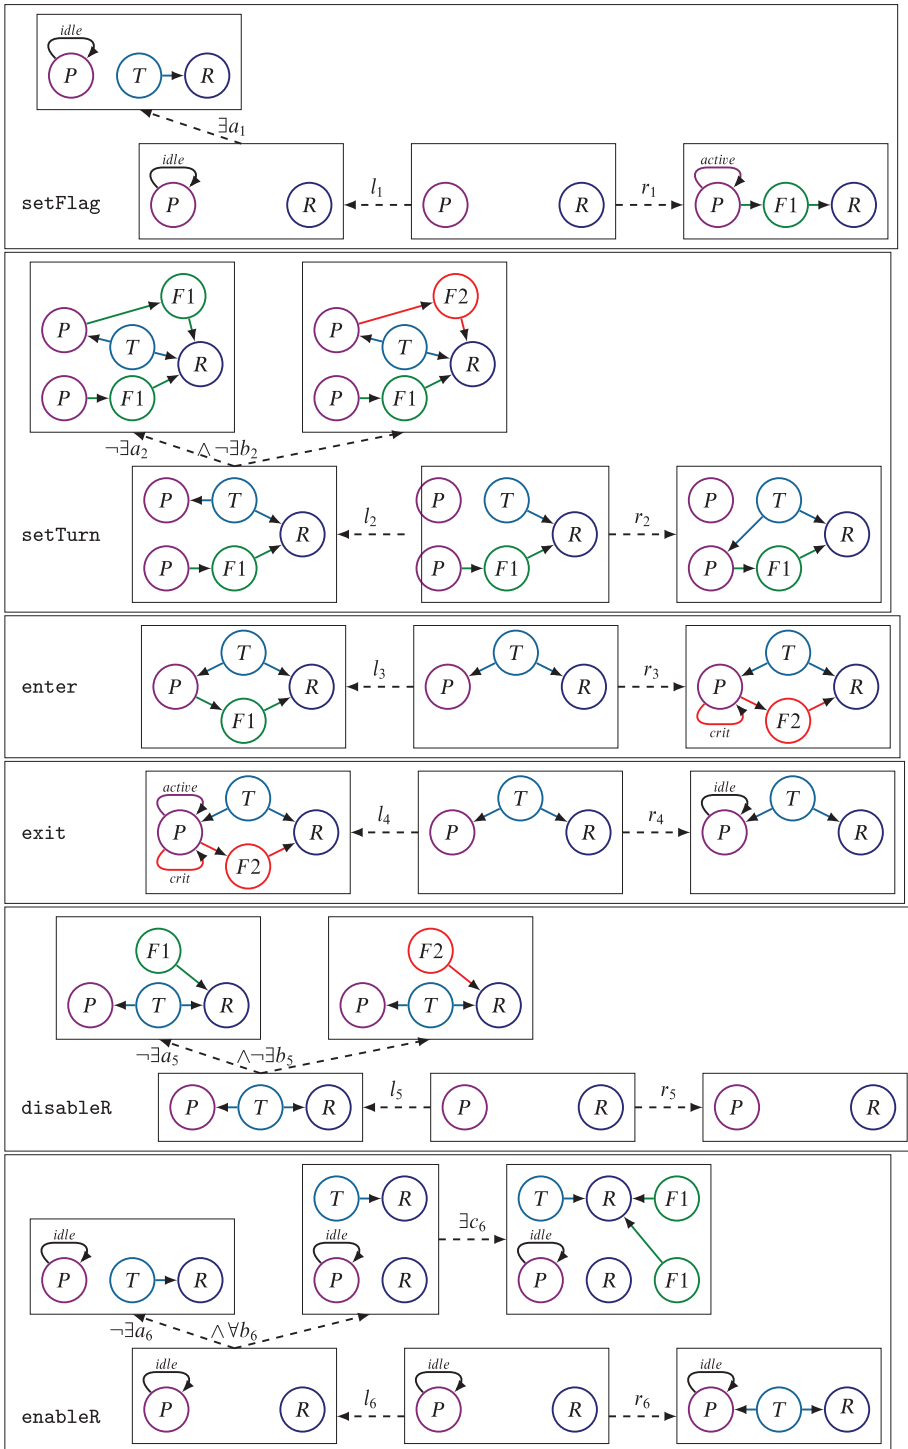 idle
P T R
∃a₁
idle
active
setFlag P R l₁ P R r₁ P F1 R
F1 F2
P P
T T
R R
P F1 P F1
¬∃a₂ ∧¬∃b₂
P T P T P T
setTurn R l₂ R r₂ R
P F1 P F1 P F1
T T T
enter P R l₃ P R r₃ P R
F1 F2
crit
active T T idle T
exit P R l₄ P R r₄ P R
crit F2
F1 F2
P T R P T R
¬∃a₅ ∧¬∃b₅
disableR P T R l₅ P R r₅ P R
T R T R F1
∃c₆
idle idle idle
P T R P R P R F1
¬∃a₆ ∧∀b₆
idle idle idle
enableR P R l₆ P R r₆ P T R